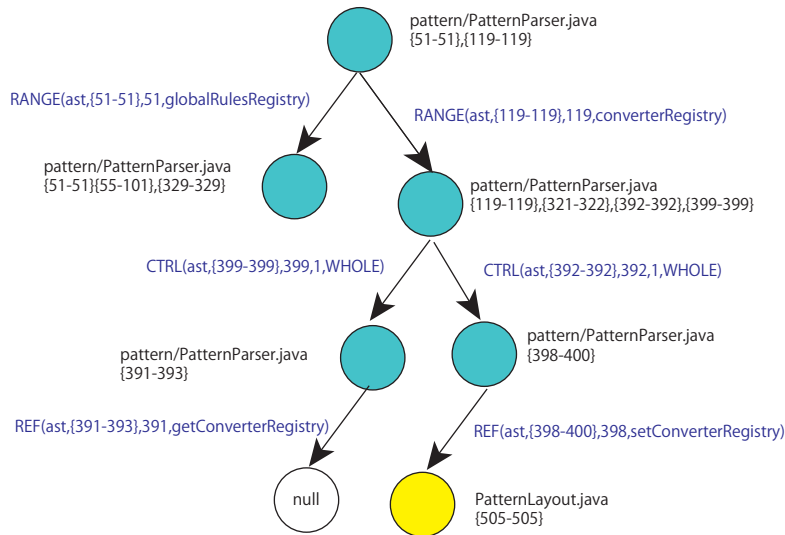 pattern/PatternParser.java
{51-51},{119-119}
RANGE(ast,{51-51},51,globalRulesRegistry)
RANGE(ast,{119-119},119,converterRegistry)
pattern/PatternParser.java
{51-51}{55-101},{329-329}
pattern/PatternParser.java
{119-119},{321-322},{392-392},{399-399}
CTRL(ast,{399-399},399,1,WHOLE)
CTRL(ast,{392-392},392,1,WHOLE)
pattern/PatternParser.java
{391-393}
pattern/PatternParser.java
{398-400}
REF(ast,{391-393},391,getConverterRegistry)
REF(ast,{398-400},398,setConverterRegistry)
null
PatternLayout.java
{505-505}